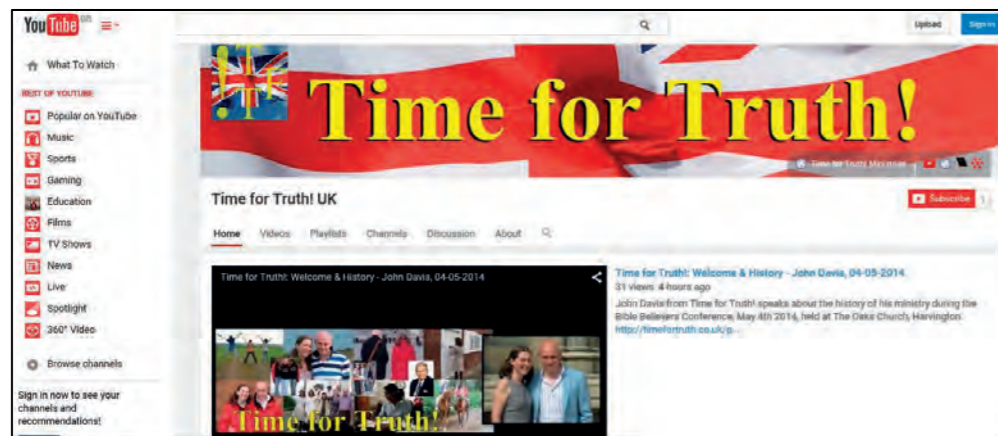 YouTube GB
Upload
Sign in
What To Watch
BEST OF YOUTUBE
Popular on YouTube
Music
Sports
Gaming
Education
Films
TV Shows
News
Live
Spotlight
360° Video
Browse channels
Sign in now to see your
channels and
recommendations!
!T
Time for Truth!
Time for Truth! Ministries
Time for Truth! UK
Subscribe 1
Home Videos Playlists Channels Discussion About
Time for Truth!: Welcome & History - John Davis, 04-05-2014
Time for Truth!
Time for Truth!: Welcome & History - John Davis, 04-05-2014
31 views 4 hours ago
John Davis from Time for Truth! speaks about the history of his ministry during the
Bible Believers Conference, May 4th 2014, held at The Oaks Church, Harvington
http://timefortruth.co.uk/p...